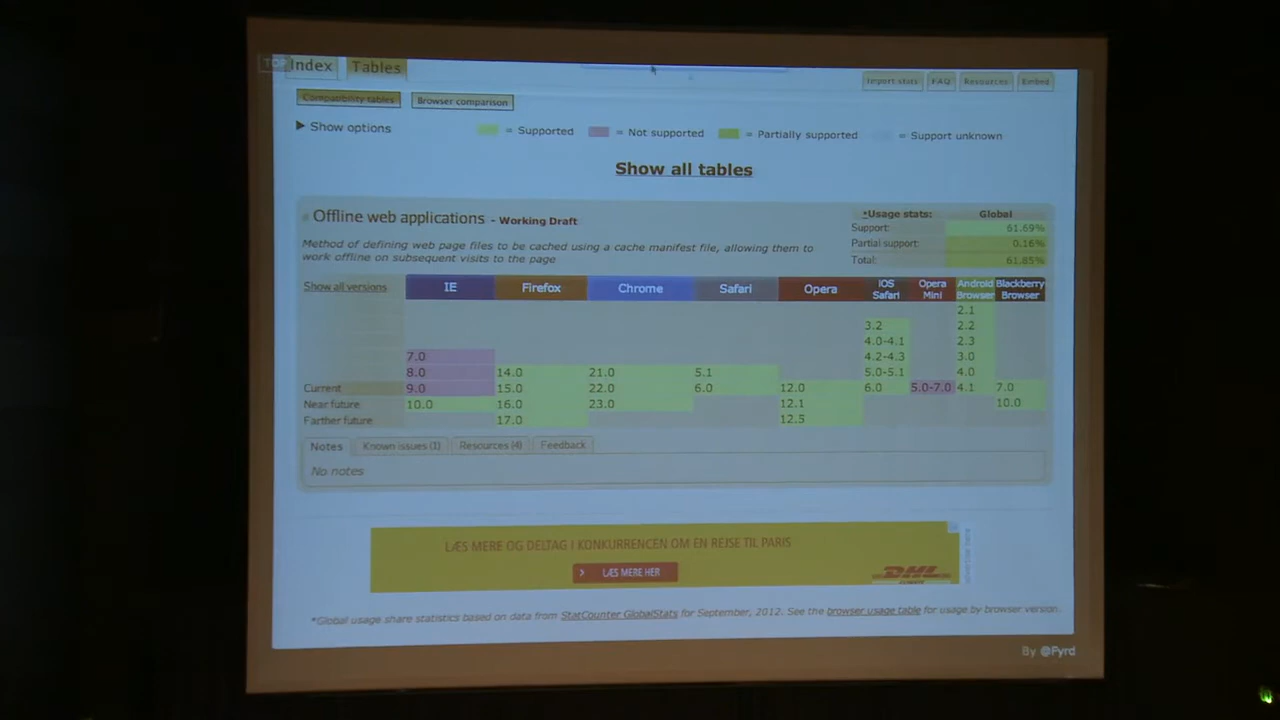 TOP Index Tables
Import stats FAQ Resources Embed
Compatibility tables Browser comparison
Show options = Supported = Not supported = Partially supported = Support unknown
Show all tables
Offline web applications - Working Draft
*Usage stats: Global
Support: 61.69%
Partial support: 0.16%
Total: 61.85%
Method of defining web page files to be cached using a cache manifest file, allowing them to
work offline on subsequent visits to the page
Show all versions IE Firefox Chrome Safari Opera iOS Safari Opera Mini Android Browser Blackberry Browser
2.1
3.2 2.2
4.0-4.1 2.3
7.0 4.2-4.3 3.0
8.0 14.0 21.0 5.1 5.0-5.1 4.0
Current 9.0 15.0 22.0 6.0 12.0 6.0 5.0-7.0 4.1 7.0
Near future 10.0 16.0 23.0 12.1 10.0
Farther future 17.0 12.5
Notes Known issues (1) Resources (4) Feedback
No notes
LÆS MERE OG DELTAG I KONKURRENCEN OM EN REJSE TIL PARIS
> LÆS MERE HER
DHL
*Global usage share statistics based on data from StatCounter GlobalStats for September, 2012. See the browser usage table for usage by browser version.
By @Fyrd